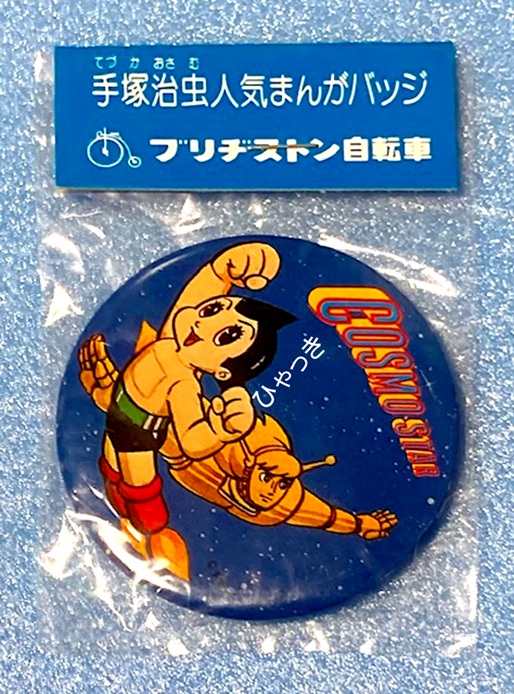 てづかおさむ
手塚治虫人気まんがバッジ
ブリヂストン自転車
COSMO STAR
ひゃっき